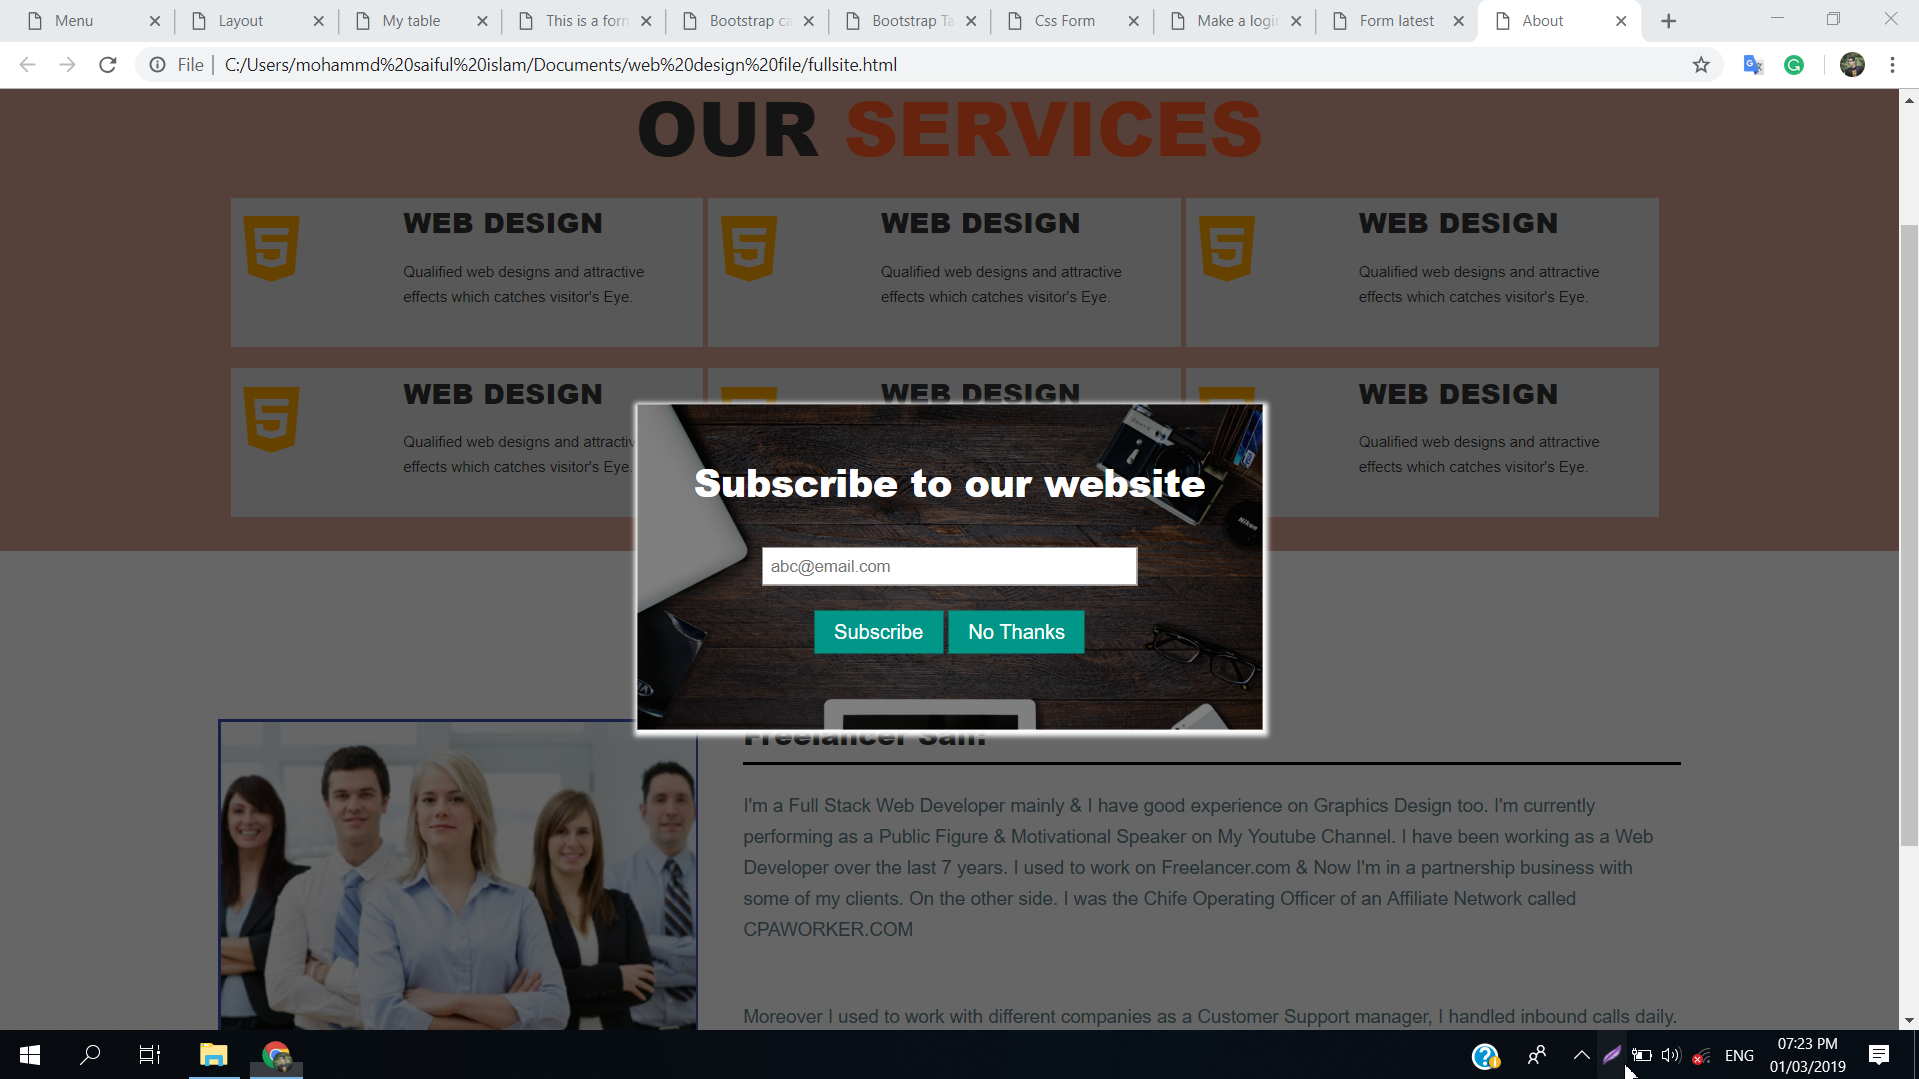 Menu
Layout
My table
This is a form
Bootstrap ca
Bootstrap Ta
Css Form
Make a login
Form latest
About
File
C:/Users/mohammd%20saiful%20islam/Documents/web%20design%20file/fullsite.html
OUR SERVICES
WEB DESIGN
Qualified web designs and attractive
effects which catches visitor's Eye.
WEB DESIGN
Qualified web designs and attractive
effects which catches visitor's Eye.
WEB DESIGN
Qualified web designs and attractive
effects which catches visitor's Eye.
WEB DESIGN
Qualified web designs and attractive
effects which catches visitor's Eye.
WEB DESIGN
WEB DESIGN
Qualified web designs and attractive
effects which catches visitor's Eye.
Subscribe to our website
abc@email.com
Subscribe
No Thanks
Nikon
Freelancer
I'm a Full Stack Web Developer mainly & I have good experience on Graphics Design too. I'm currently
performing as a Public Figure & Motivational Speaker on My Youtube Channel. I have been working as a Web
Developer over the last 7 years. I used to work on Freelancer.com & Now I'm in a partnership business with
some of my clients. On the other side. I was the Chife Operating Officer of an Affiliate Network called
CPAWORKER.COM
Moreover I used to work with different companies as a Customer Support manager, I handled inbound calls daily.
ENG
07:23 PM
01/03/2019